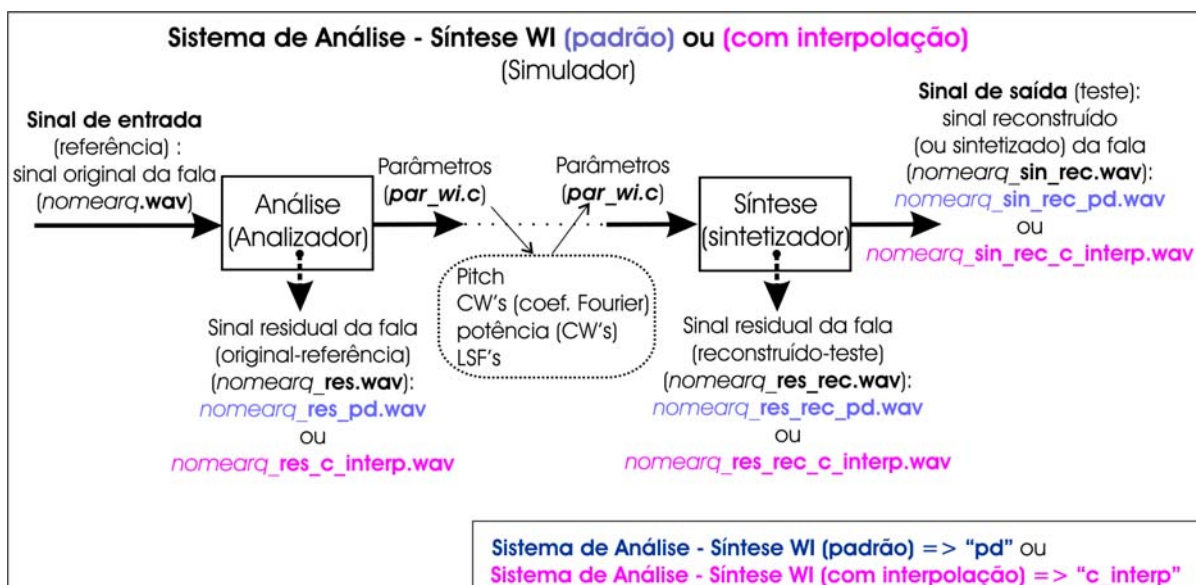 Sistema de Análise - Síntese WI (padrão) ou (com interpolação)
(Simulador)
Sinal de entrada
(referência) :
sinal original da fala
(nomearq.wav)
Análise
(Analizador)
Parâmetros
(par_wi.c)
Parâmetros
(par_wi.c)
Síntese
(sintetizador)
Sinal de saída (teste):
sinal reconstruído
(ou sintetizado) da fala
(nomearq_sin_rec.wav):
nomearq_sin_rec_pd.wav
ou
nomearq_sin_rec_c_interp.wav
Pitch
CW's (coef. Fourier)
potência (CW's)
LSF's
Sinal residual da fala
(original-referência)
(nomearq_res.wav):
nomearq_res_pd.wav
ou
nomearq_res_c_interp.wav
Sinal residual da fala
(reconstruído-teste)
(nomearq_res_rec.wav):
nomearq_res_rec_pd.wav
ou
nomearq_res_rec_c_interp.wav
Sistema de Análise - Síntese WI (padrão) => “pd” ou
Sistema de Análise - Síntese WI (com interpolação) => “c_interp”